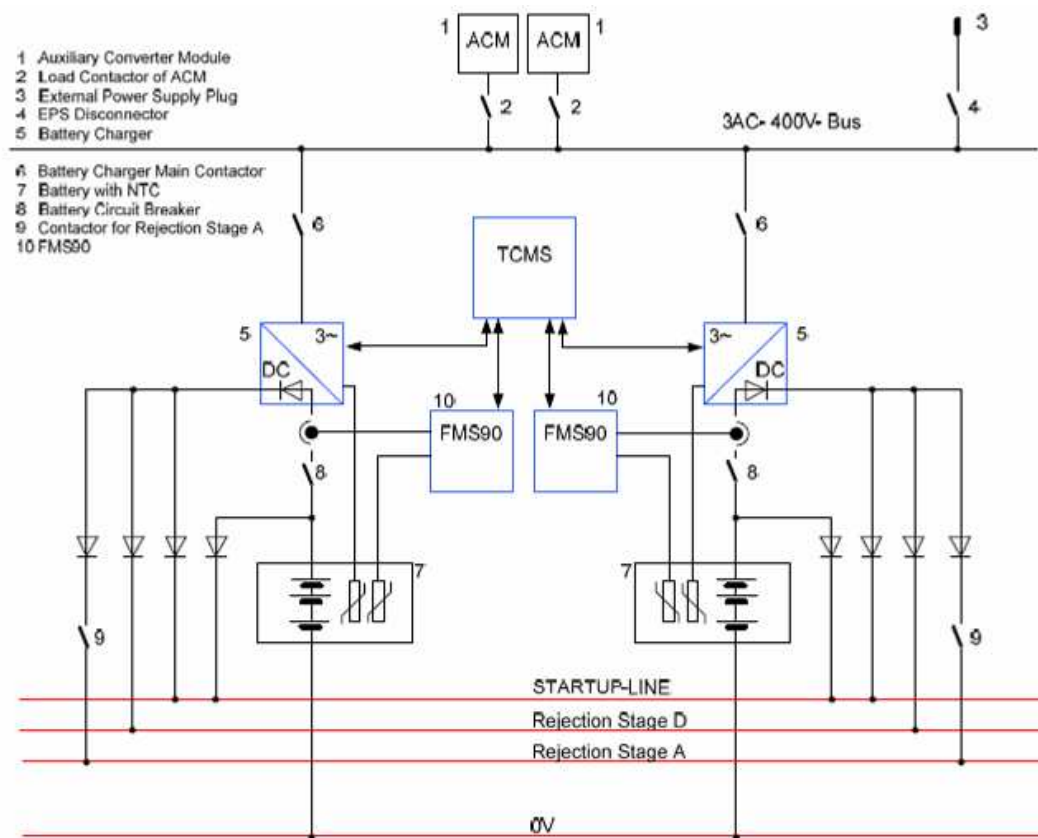 1 ACM ACM 1
3
1 Auxiliary Converter Module
2 Load Contactor of ACM
3 External Power Supply Plug
4 EPS Disconnector
5 Battery Charger
2 2 4
3AC- 400V- Bus
6 Battery Charger Main Contactor
7 Battery with NTC
8 Battery Circuit Breaker
9 Contactor for Rejection Stage A
10 FMS90
6 6
TCMS
5 3~ 3~ 5
DC DC
10 10
FMS90 FMS90
8 8
7 7
9 9
STARTUP-LINE
Rejection Stage D
Rejection Stage A
0V